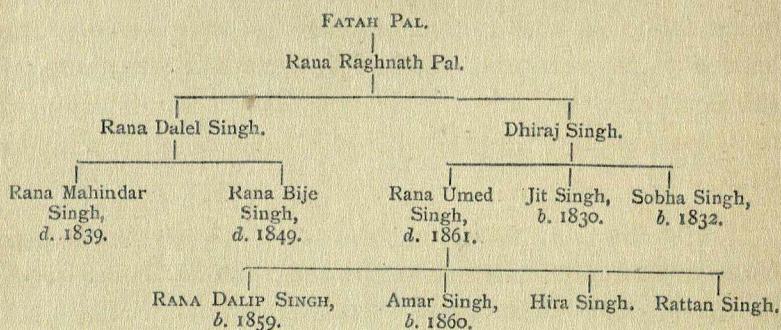 FATAH PAL.
Rana Raghnath Pal.
Rana Dalel Singh. Dhiraj Singh.
Rana Mahindar Singh, d. 1839. Rana Bije Singh, d. 1849. Rana Umed Singh, d. 1861. Jit Singh, b. 1830. Sobha Singh, b. 1832.
RANA DALIP SINGH, b. 1859. Amar Singh, b. 1860. Hira Singh. Rattan Singh.